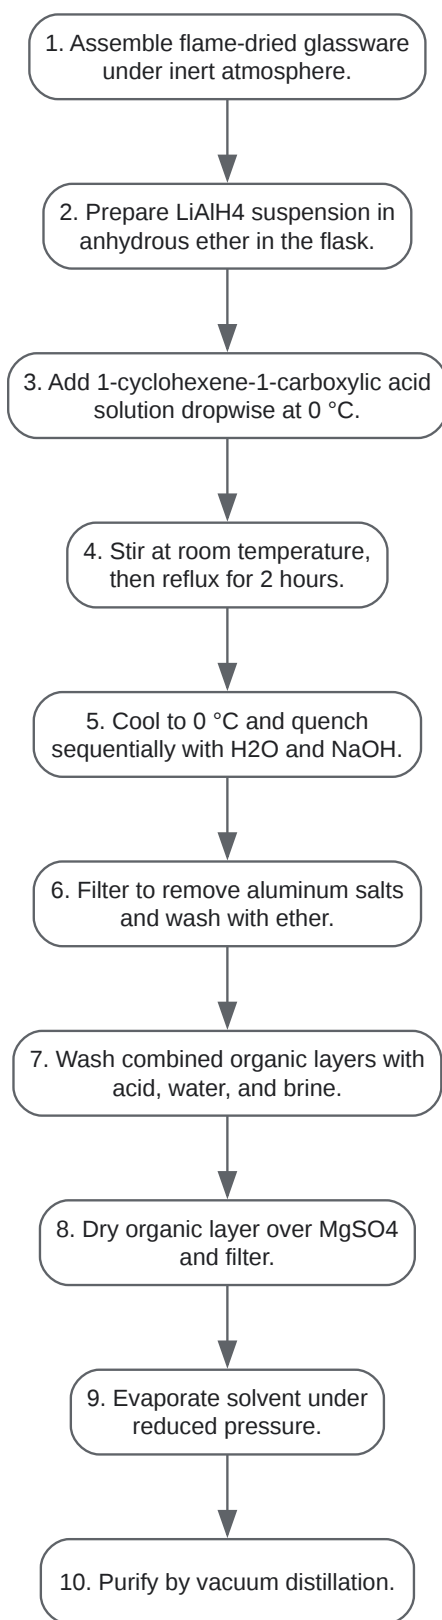 1. Assemble flame-dried glassware
under inert atmosphere.
2. Prepare LiAlH4 suspension in
anhydrous ether in the flask.
3. Add 1-cyclohexene-1-carboxylic acid
solution dropwise at 0 °C.
4. Stir at room temperature,
then reflux for 2 hours.
5. Cool to 0 °C and quench
sequentially with H2O and NaOH.
6. Filter to remove aluminum salts
and wash with ether.
7. Wash combined organic layers with
acid, water, and brine.
8. Dry organic layer over MgSO4
and filter.
9. Evaporate solvent under
reduced pressure.
10. Purify by vacuum distillation.